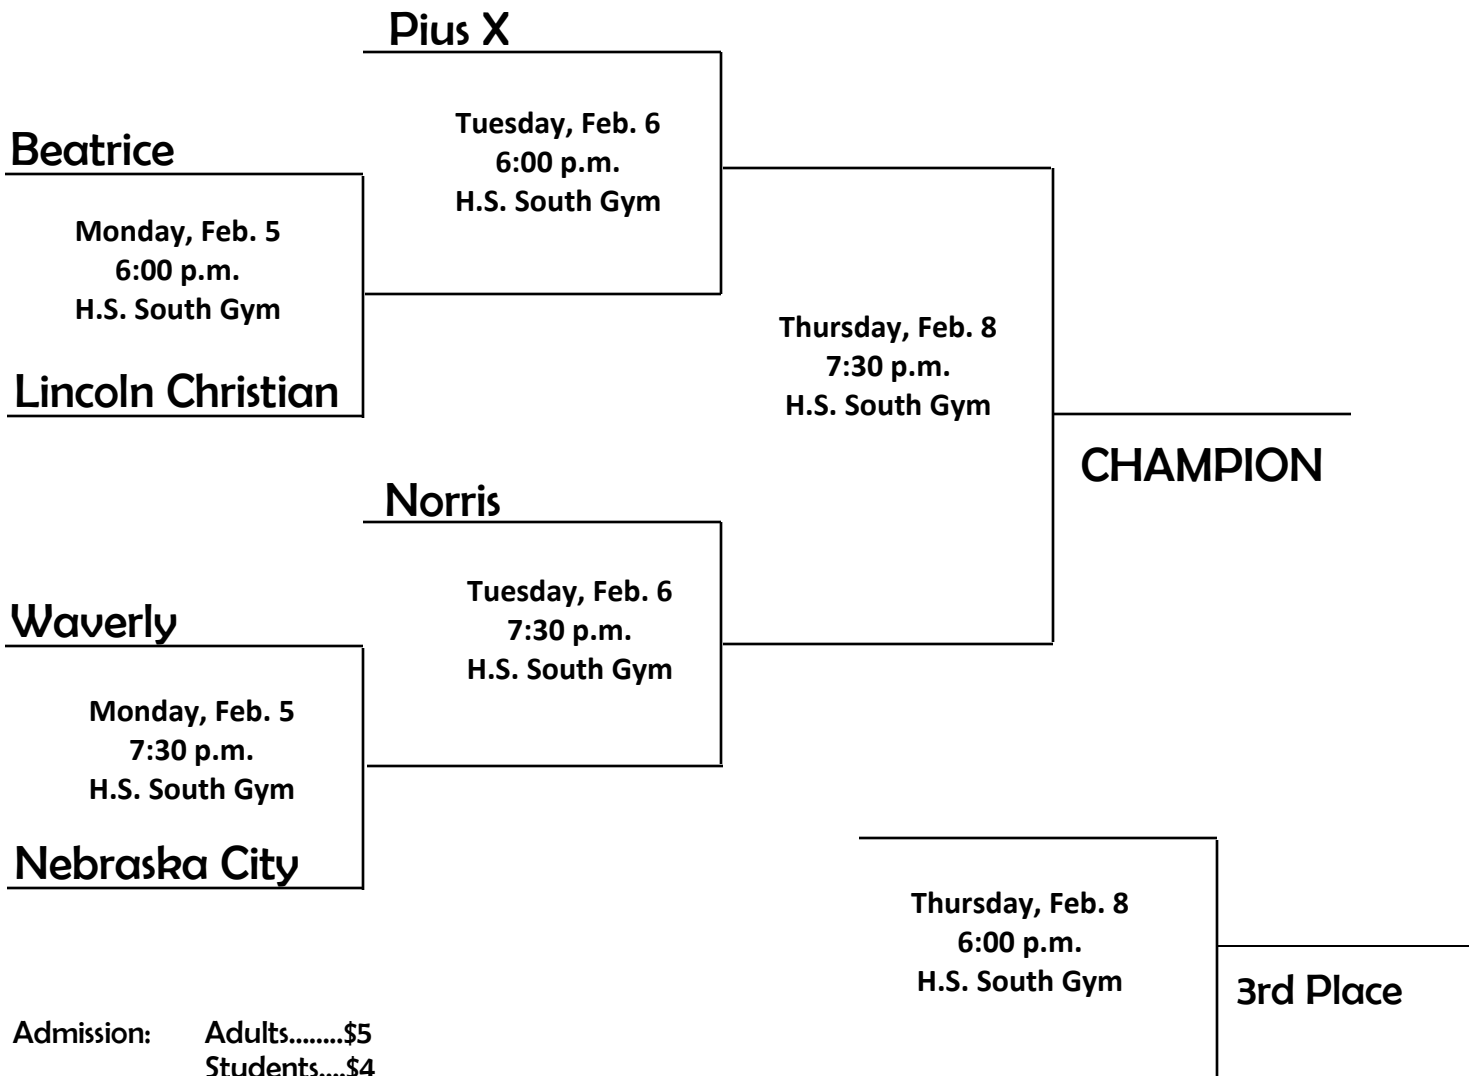 Pius X
Tuesday, Feb. 6
6:00 p.m.
H.S. South Gym
Beatrice
Monday, Feb. 5
6:00 p.m.
H.S. South Gym
Lincoln Christian
Thursday, Feb. 8
7:30 p.m.
H.S. South Gym
CHAMPION
Norris
Tuesday, Feb. 6
7:30 p.m.
H.S. South Gym
Waverly
Monday, Feb. 5
7:30 p.m.
H.S. South Gym
Nebraska City
Thursday, Feb. 8
6:00 p.m.
H.S. South Gym
3rd Place
Admission: Adults........$5
Students....$4